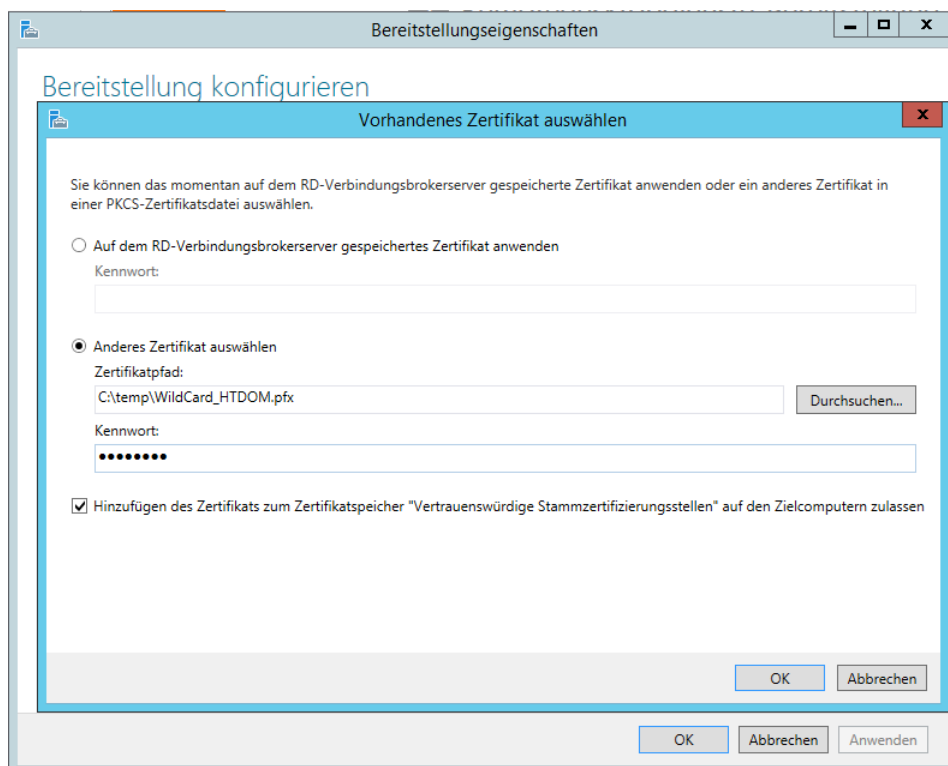 Bereitstellungseigenschaften
Bereitstellung konfigurieren
Vorhandenes Zertifikat auswählen
Sie können das momentan auf dem RD-Verbindungsbrokerserver gespeicherte Zertifikat anwenden oder ein anderes Zertifikat in
einer PKCS-Zertifikatsdatei auswählen.
Auf dem RD-Verbindungsbrokerserver gespeichertes Zertifikat anwenden
Kennwort:
Anderes Zertifikat auswählen
Zertifikatpfad:
C:\temp\WildCard_HTDOM.pfx
Durchsuchen...
Kennwort:
••••••••
Hinzufügen des Zertifikats zum Zertifikatspeicher "Vertrauenswürdige Stammzertifizierungsstellen" auf den Zielcomputern zulassen
OK Abbrechen
OK Abbrechen Anwenden